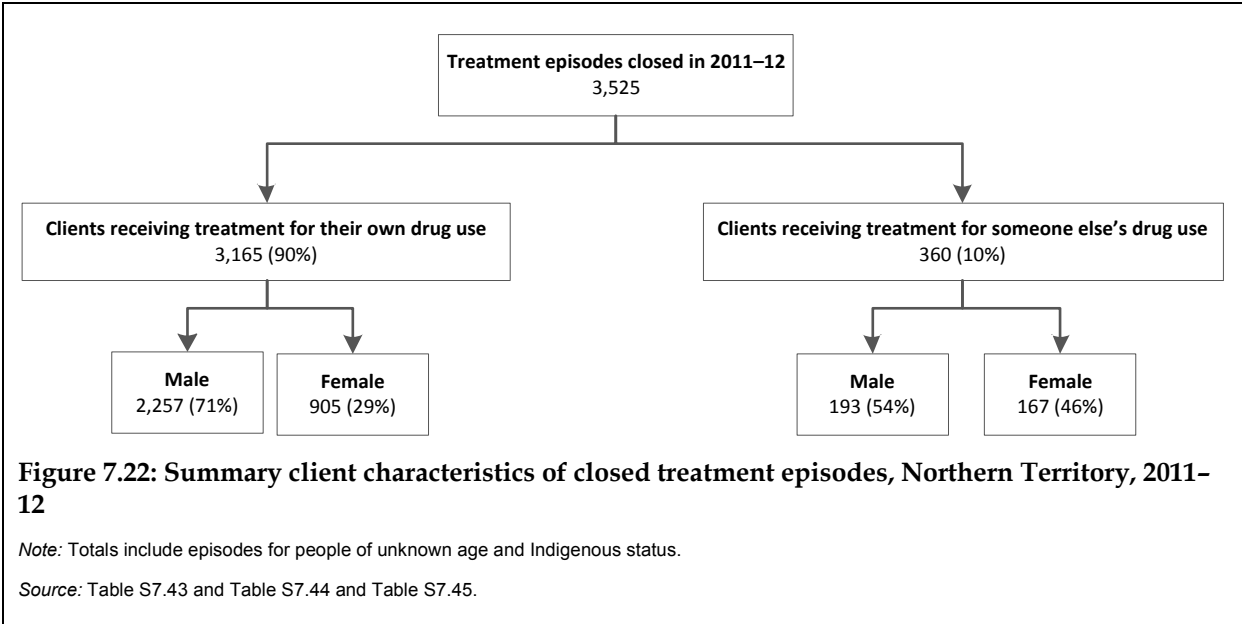 Treatment episodes closed in 2011–12
3,525
Clients receiving treatment for their own drug use
3,165 (90%)
Clients receiving treatment for someone else's drug use
360 (10%)
Male
2,257 (71%)
Female
905 (29%)
Male
193 (54%)
Female
167 (46%)
Figure 7.22: Summary client characteristics of closed treatment episodes, Northern Territory, 2011–
12
Note: Totals include episodes for people of unknown age and Indigenous status.
Source: Table S7.43 and Table S7.44 and Table S7.45.